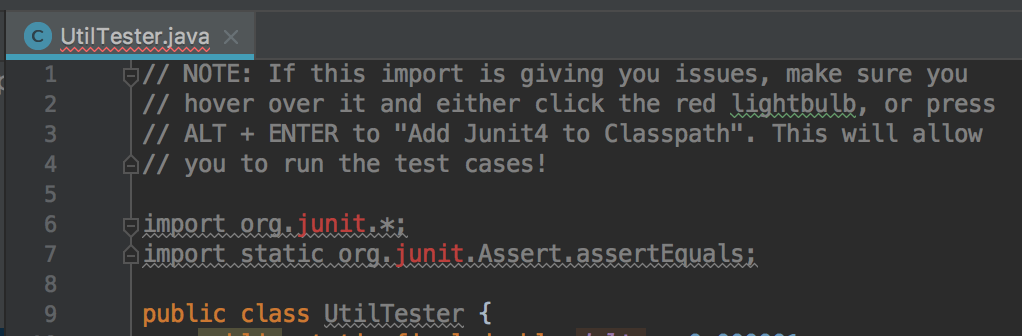 UtilTester.java
1 // NOTE: If this import is giving you issues, make sure you
2 // hover over it and either click the red lightbulb, or press
3 // ALT + ENTER to "Add Junit4 to Classpath". This will allow
4 // you to run the test cases!
5
6 import org.junit.*;
7 import static org.junit.Assert.assertEquals;
8
9 public class UtilTester {